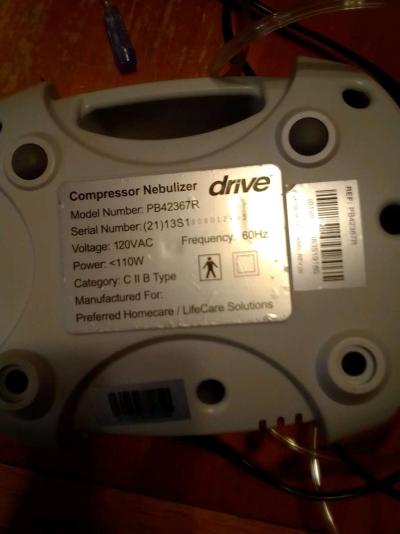 Compressor Nebulizer drive
Model Number: PB42367R
Serial Number: (21)13S1
Voltage: 120VAC Frequency: 60Hz
Power: <110W
Category: C II B Type
Manufactured For:
Preferred Homecare / LifeCare Solutions
REF: PB42367R